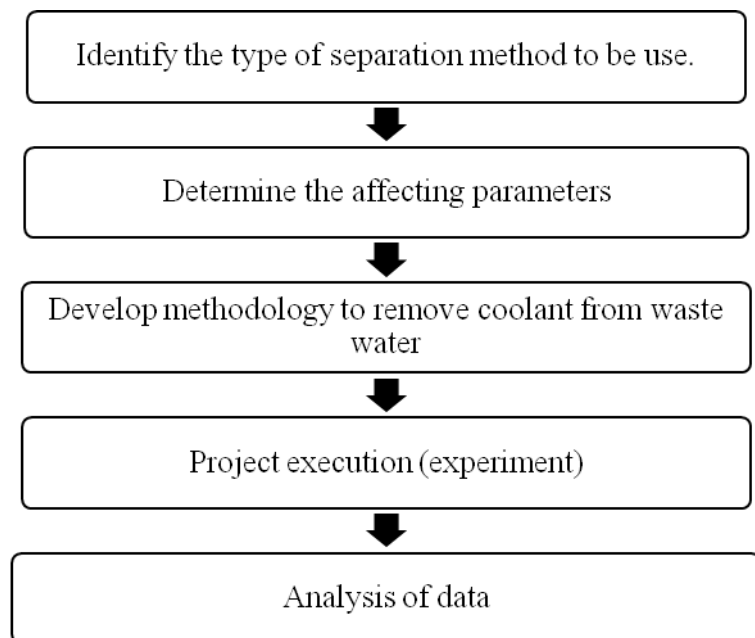 Identify the type of separation method to be use.
Determine the affecting parameters
Develop methodology to remove coolant from waste
water
Project execution (experiment)
Analysis of data